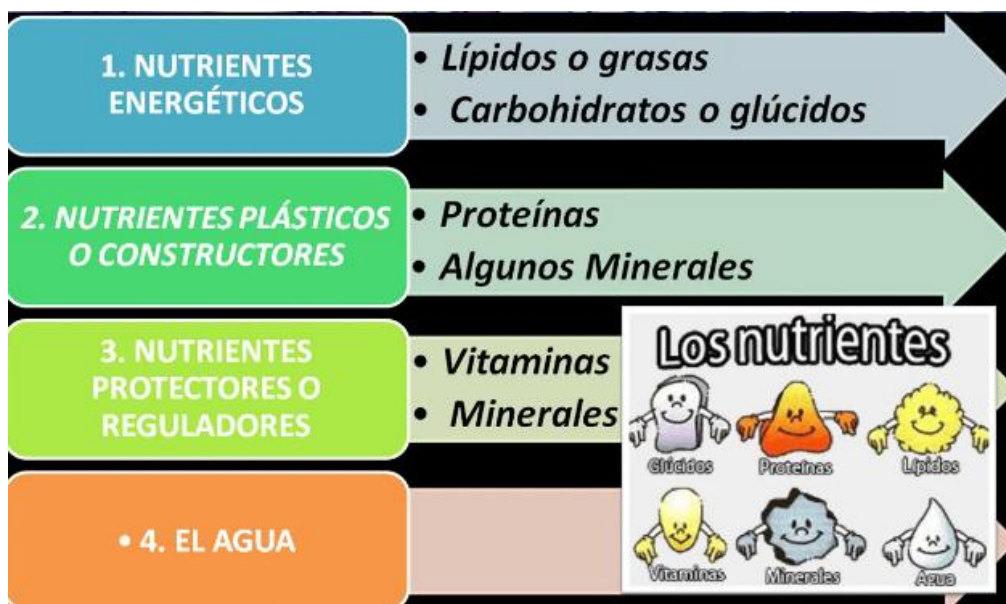 1. NUTRIENTES
ENERGÉTICOS
• Lípidos o grasas
• Carbohidratos o glúcidos
2. NUTRIENTES PLÁSTICOS
O CONSTRUCTORES
• Proteínas
• Algunos Minerales
3. NUTRIENTES
PROTECTORES O
REGULADORES
• Vitaminas
• Minerales
• 4. EL AGUA
Los nutrientes
Glúcidos Proteínas Lípidos
Vitaminas Minerales Agua